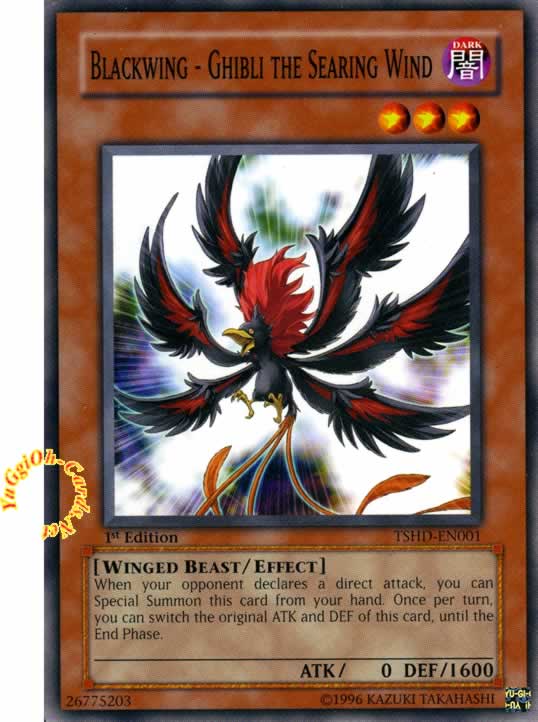 BLACKWING - GHIBLI THE SEARING WIND
DARK
闇
1st Edition
TSHD-EN001
YuGgiOh-Cards.Net
[WINGED BEAST/EFFECT]
When your opponent declares a direct attack, you can
Special Summon this card from your hand. Once per turn,
you can switch the original ATK and DEF of this card, until the
End Phase.
ATK/ 0 DEF/1600
26775203
©1996 KAZUKI TAKAHASHI